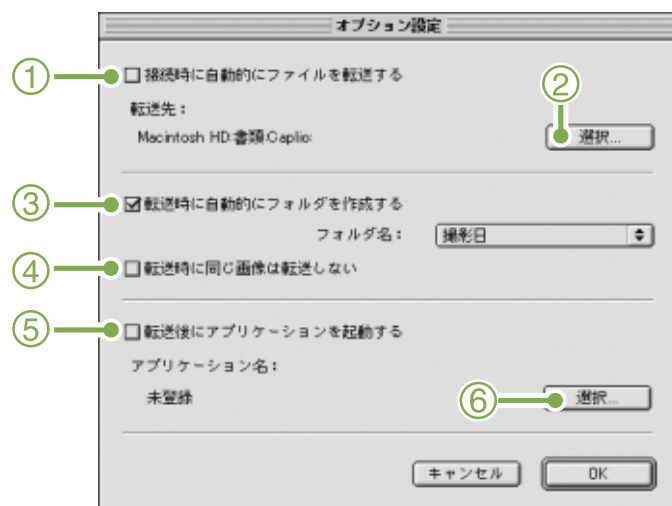 オプション設定
① 接続時に自動的にファイルを転送する
②
転送先：
Macintosh HD:書類:Caplio: 選択...
③ 転送時に自動的にフォルダを作成する
フォルダ名： 撮影日
④ 転送時に同じ画像は転送しない
⑤ 転送後にアプリケーションを起動する
アプリケーション名：
未登録 ⑥ 選択...
キャンセル OK